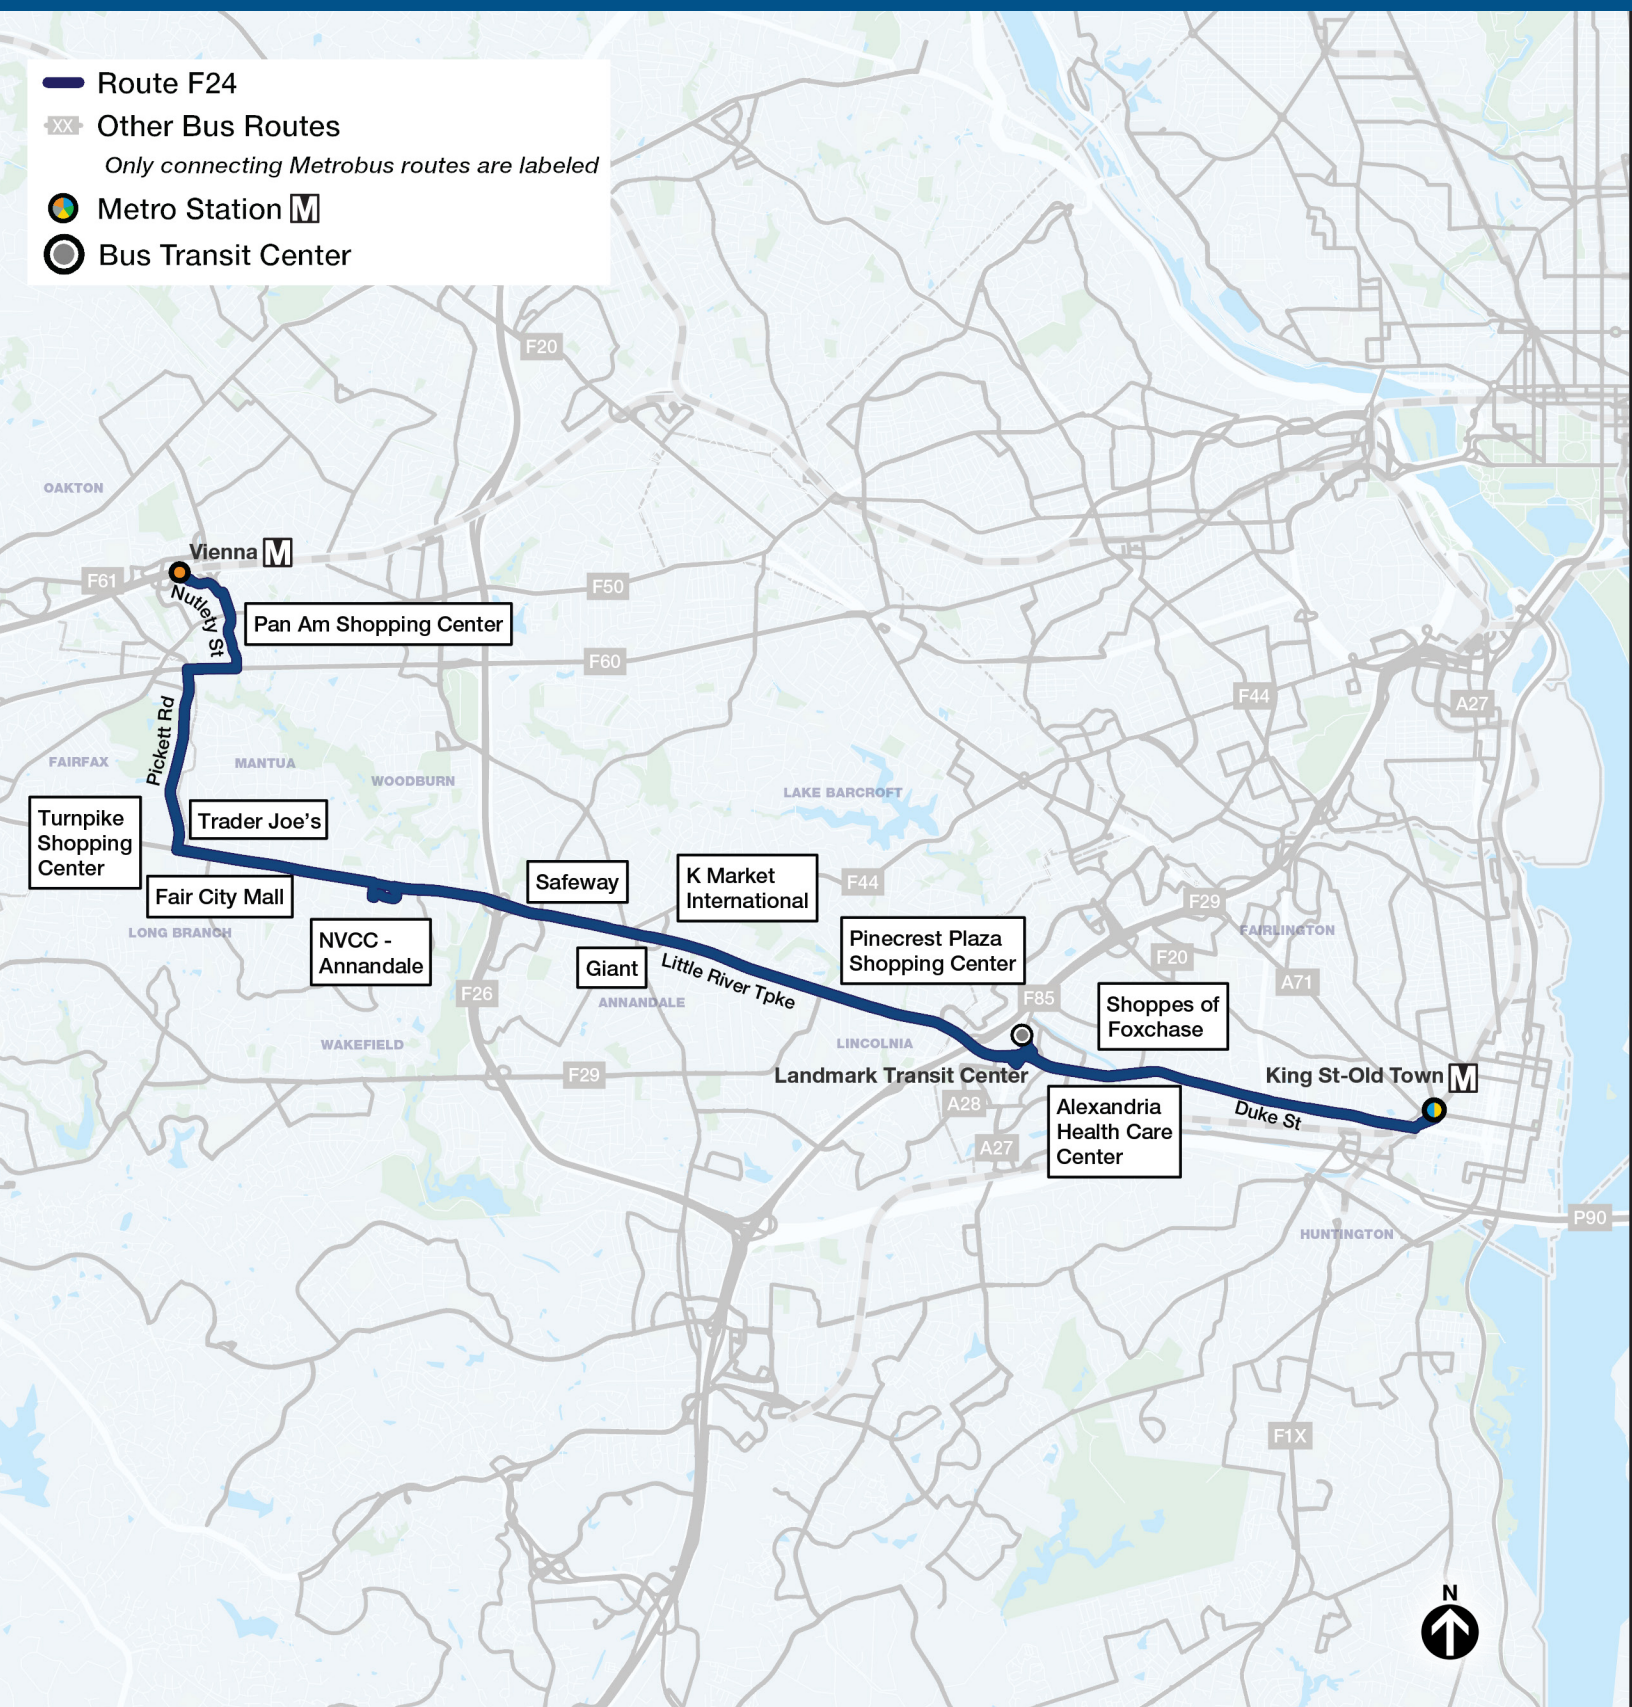 Route F24
XX Other Bus Routes
Only connecting Metrobus routes are labeled
Metro Station M
Bus Transit Center
F20
OAKTON
Vienna M
F61
Nutlety St
F50
Pan Am Shopping Center
F60
F44
A27
Pickett Rd
FAIRFAX
MANTUA
WOODBURN
LAKE BARCROFT
Turnpike
Shopping
Center
Trader Joe's
Fair City Mall
Safeway
K Market
International
F44
F29
LONG BRANCH
NVCC -
Annandale
Giant
Little River Tpke
Pinecrest Plaza
Shopping Center
FAIRLINGTON
F20
A71
F26
ANNANDALE
F85
Shoppes of
Foxchase
WAKEFIELD
LINCOLNIA
F29
Landmark Transit Center
King St-Old Town M
A28
Alexandria
Health Care
Center
Duke St
A27
P90
HUNTINGTON
F1X
N